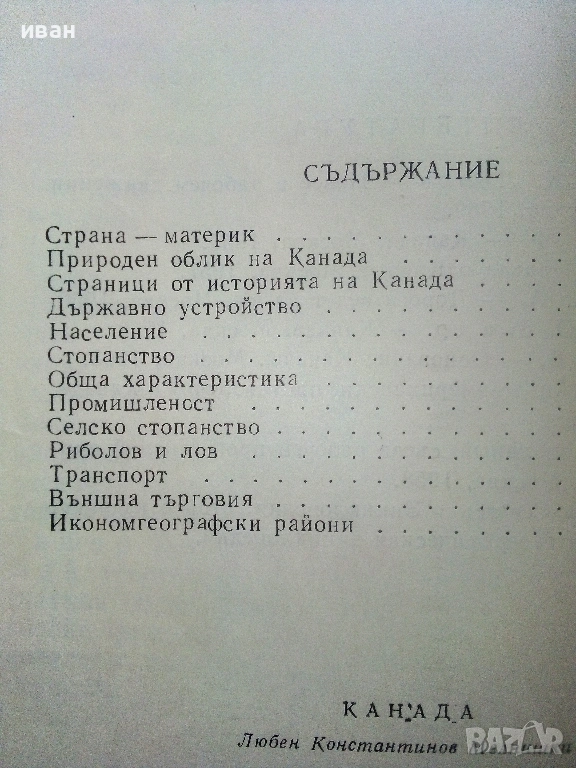 иван
СЪДЪРЖАНИЕ
Страна — материк
Природен облик на Канада
Страници от историята на Канада
Държавно устройство
Население
Стопанство
Обща характеристика
Промишленост
Селско стопанство
Риболов и лов
Транспорт
Външна търговия
Икономгеографски райони
КАНАДА
Любен Константинов
BAZAR